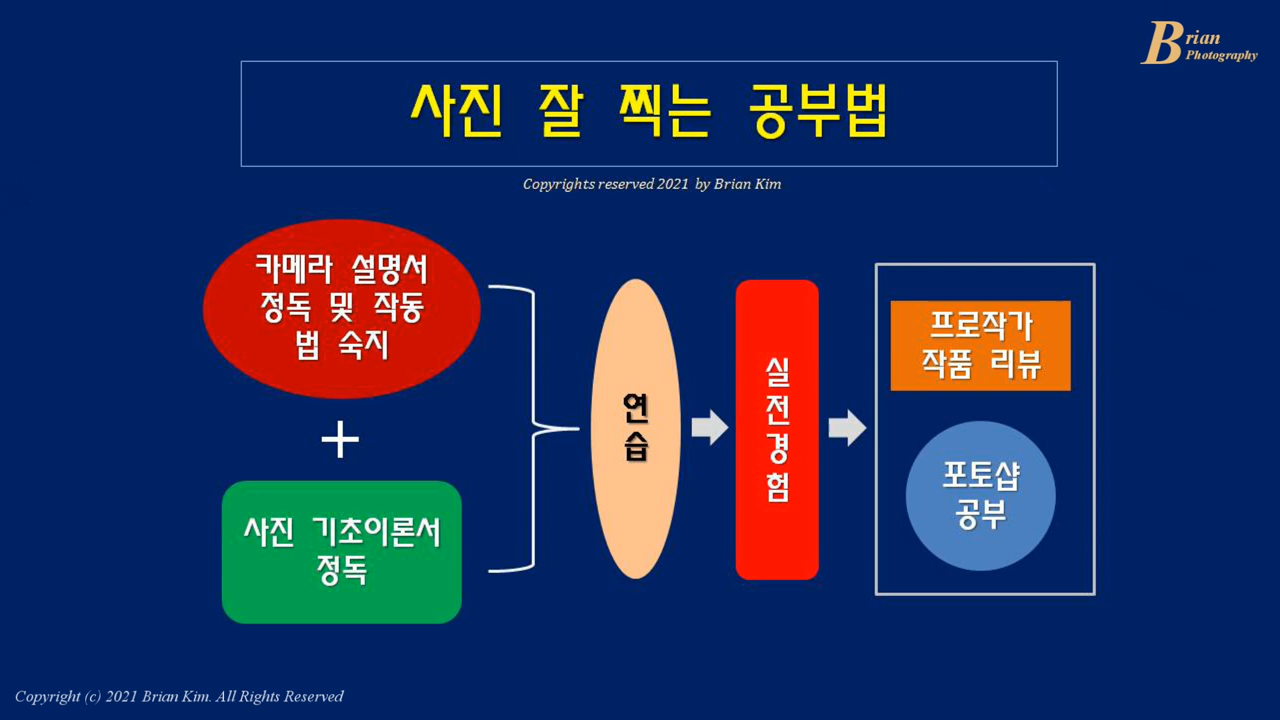 Brian
Photography
사진 잘 찍는 공부법
Copyrights reserved 2021 by Brian Kim
카메라 설명서
정독 및 작동
법 숙지
+
사진 기초이론서
정독
연
습
실
전
경
험
프로작가
작품 리뷰
포토샵
공부
Copyright (c) 2021 Brian Kim. All Rights Reserved